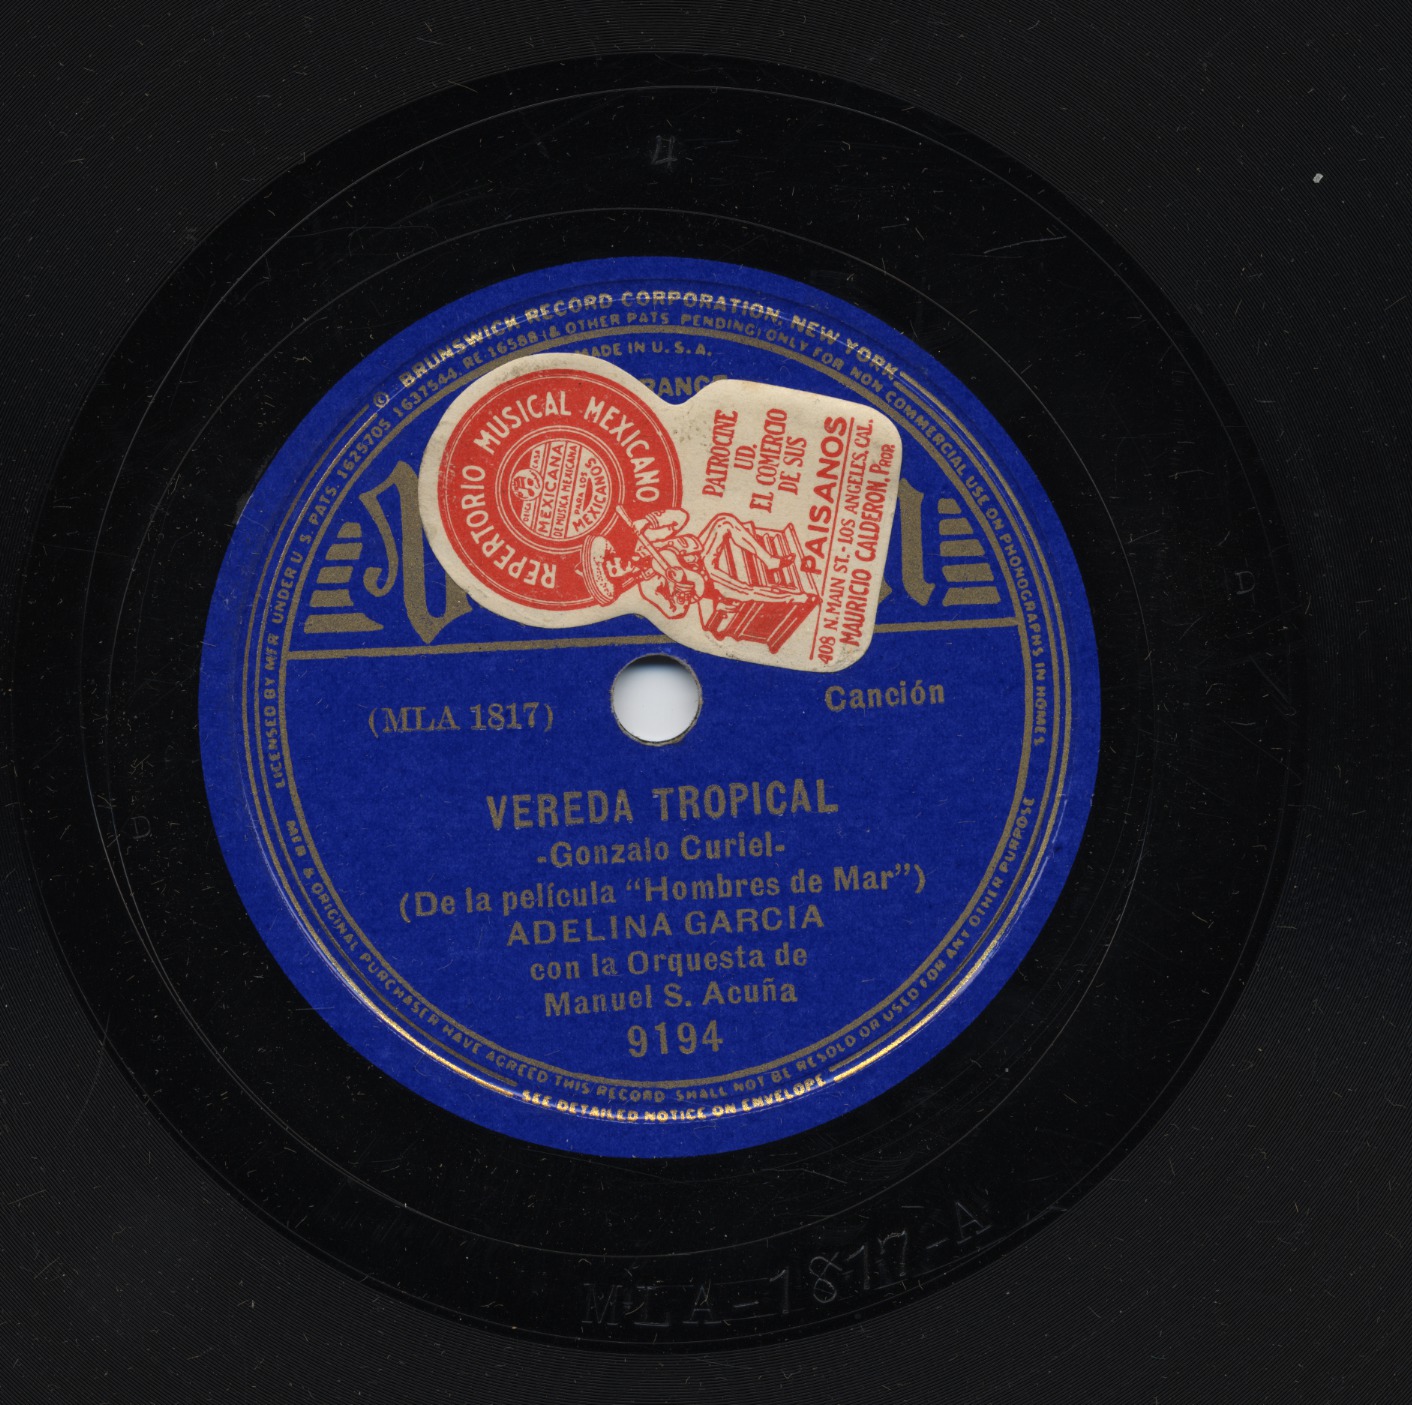 4
© BRUNSWICK RECORD CORPORATION, NEW YORK
LICENSED BY MFR UNDER U S. PATS. 1625705 1637544, RE-16588 (& OTHER PATS PENDING) ONLY FOR NON COMMERCIAL USE ON PHONOGRAPHS IN HOMES
MADE IN U. S. A.
REPERTORIO MUSICAL MEXICANO
CASA
MEXICANA
DE MUSICA MEXICANA
PARA LOS
MEXICANOS
PATROCINE
UD.
EL COMERCIO
DE SUS
PAISANOS
408 N. MAIN ST.-LOS ANGELES, CAL.
MAURICIO CALDERON, PROP.
(MLA 1817)
Canción
VEREDA TROPICAL
-Gonzalo Curiel-
(De la película “Hombres de Mar”)
ADELINA GARCIA
con la Orquesta de
Manuel S. Acuña
9194
MFR & ORIGINAL PURCHASER HAVE AGREED THIS RECORD SHALL NOT BE RESOLD OR USED FOR ANY OTHER PURPOSE
SEE DETAILED NOTICE ON ENVELOPE
MLA-1817-A